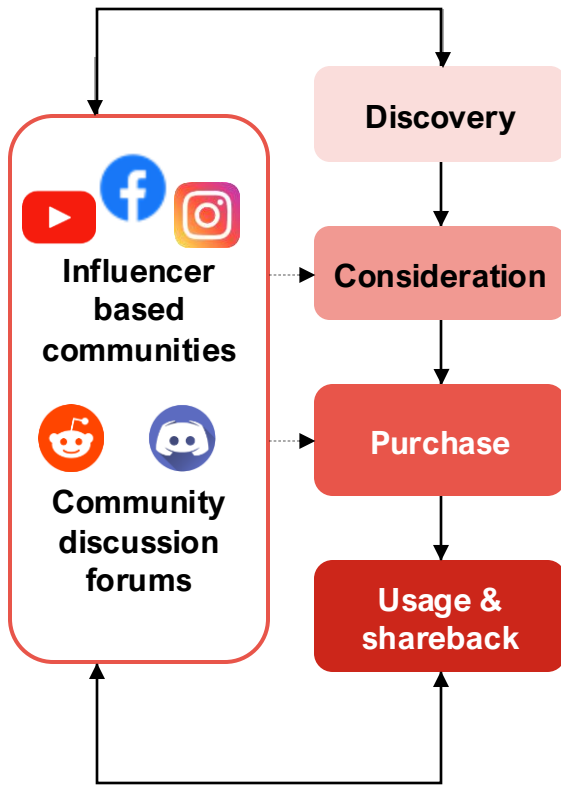 Discovery
Influencer
based
communities
Consideration
Purchase
Community
discussion
forums
Usage &
shareback